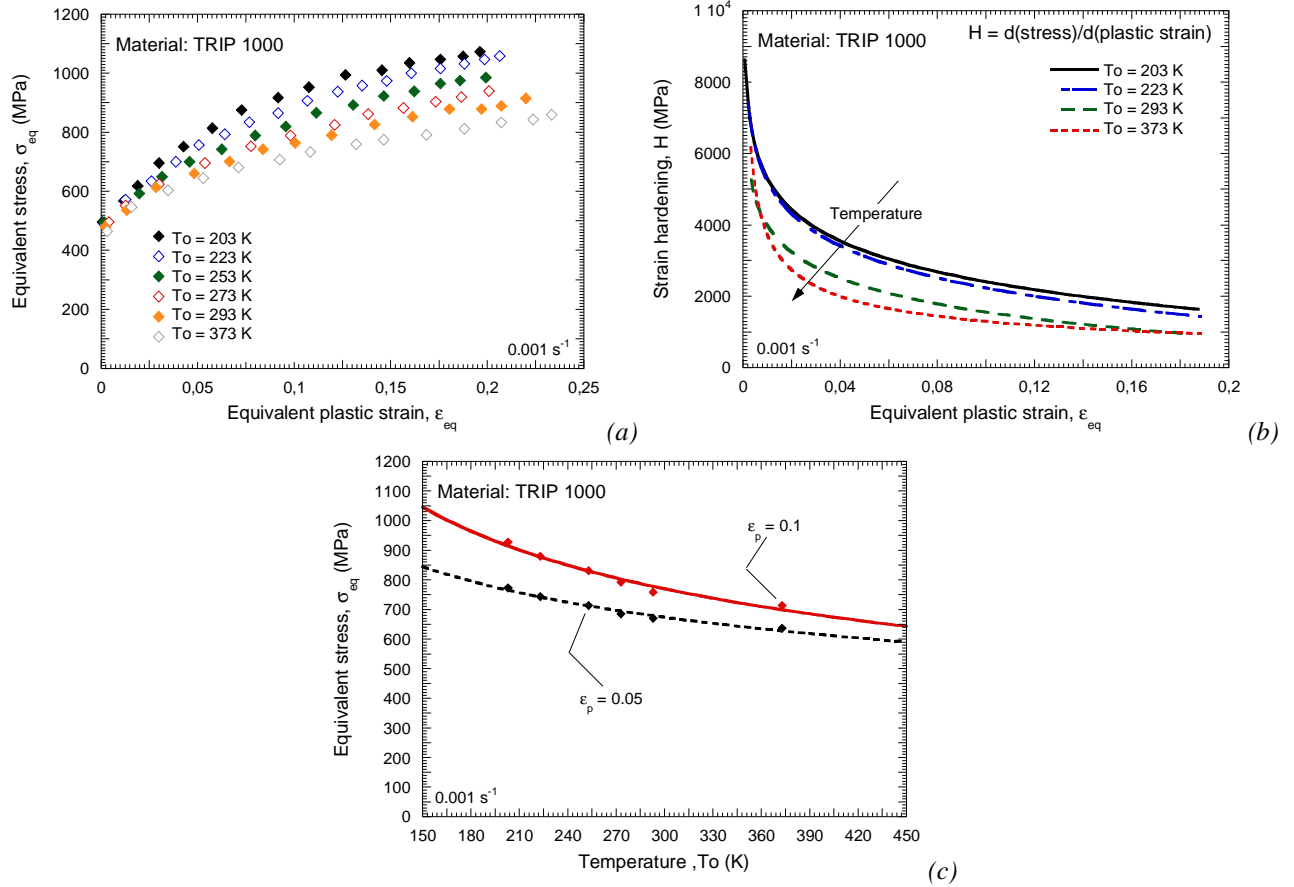 1200
1000
800
600
400
200
0
Equivalent stress, σeq (MPa)
Material: TRIP 1000
To = 203 K
To = 223 K
To = 253 K
To = 273 K
To = 293 K
To = 373 K
0.001 s-1
0 0,05 0,1 0,15 0,2 0,25
Equivalent plastic strain, εeq
(a)
10^4
8000
6000
4000
2000
0
Strain hardening, H (MPa)
Material: TRIP 1000
H = d(stress)/d(plastic strain)
To = 203 K
To = 223 K
To = 293 K
To = 373 K
Temperature
0.001 s-1
0 0,04 0,08 0,12 0,16 0,2
Equivalent plastic strain, εeq
(b)
1200
1100
1000
900
800
700
600
500
400
300
200
100
0
Equivalent stress, σeq (MPa)
Material: TRIP 1000
εp = 0.1
εp = 0.05
0.001 s-1
150 180 210 240 270 300 330 360 390 420 450
Temperature ,To (K)
(c)